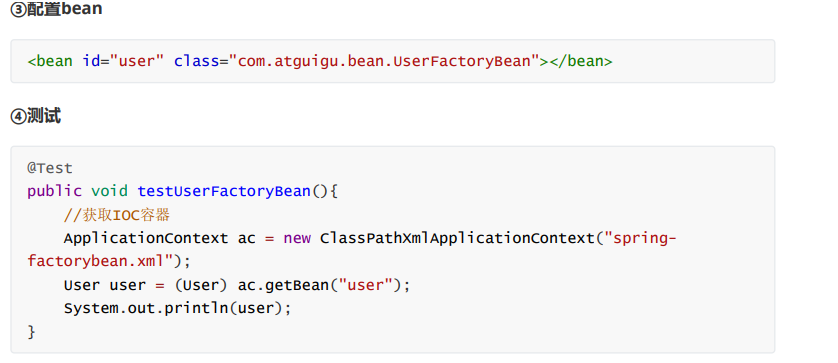 ③配置bean
<bean id="user" class="com.atguigu.bean.UserFactoryBean"></bean>
④测试
@Test
public void testUserFactoryBean(){
    //获取IOC容器
    ApplicationContext ac = new ClassPathXmlApplicationContext("spring-
factorybean.xml");
    User user = (User) ac.getBean("user");
    System.out.println(user);
}